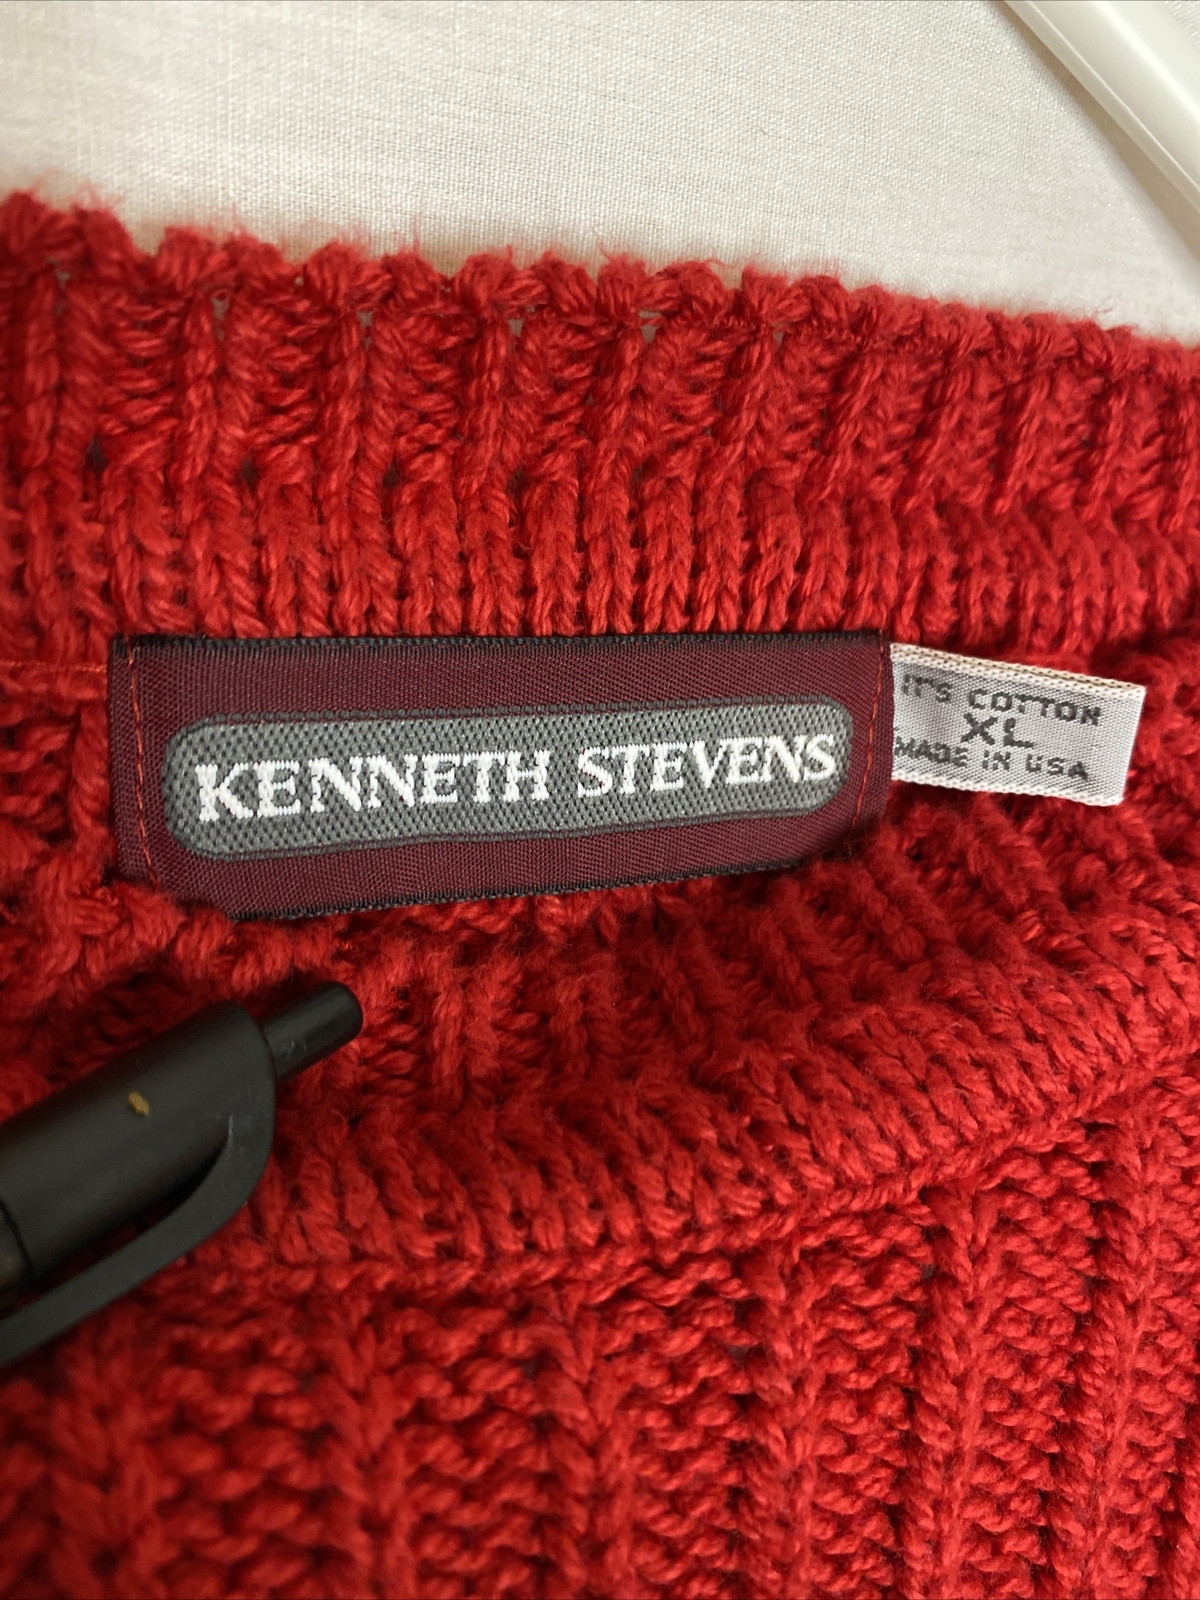 KENNETH STEVENS
IT'S COTTON
XL
MADE IN USA